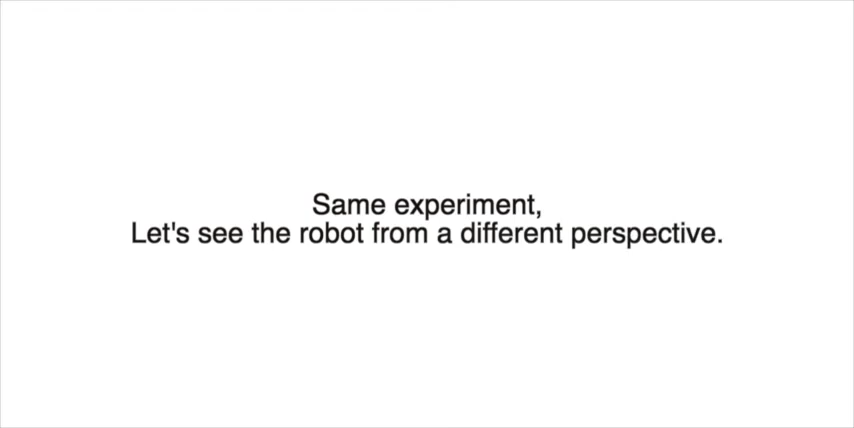 Same experiment,
Let's see the robot from a different perspective.